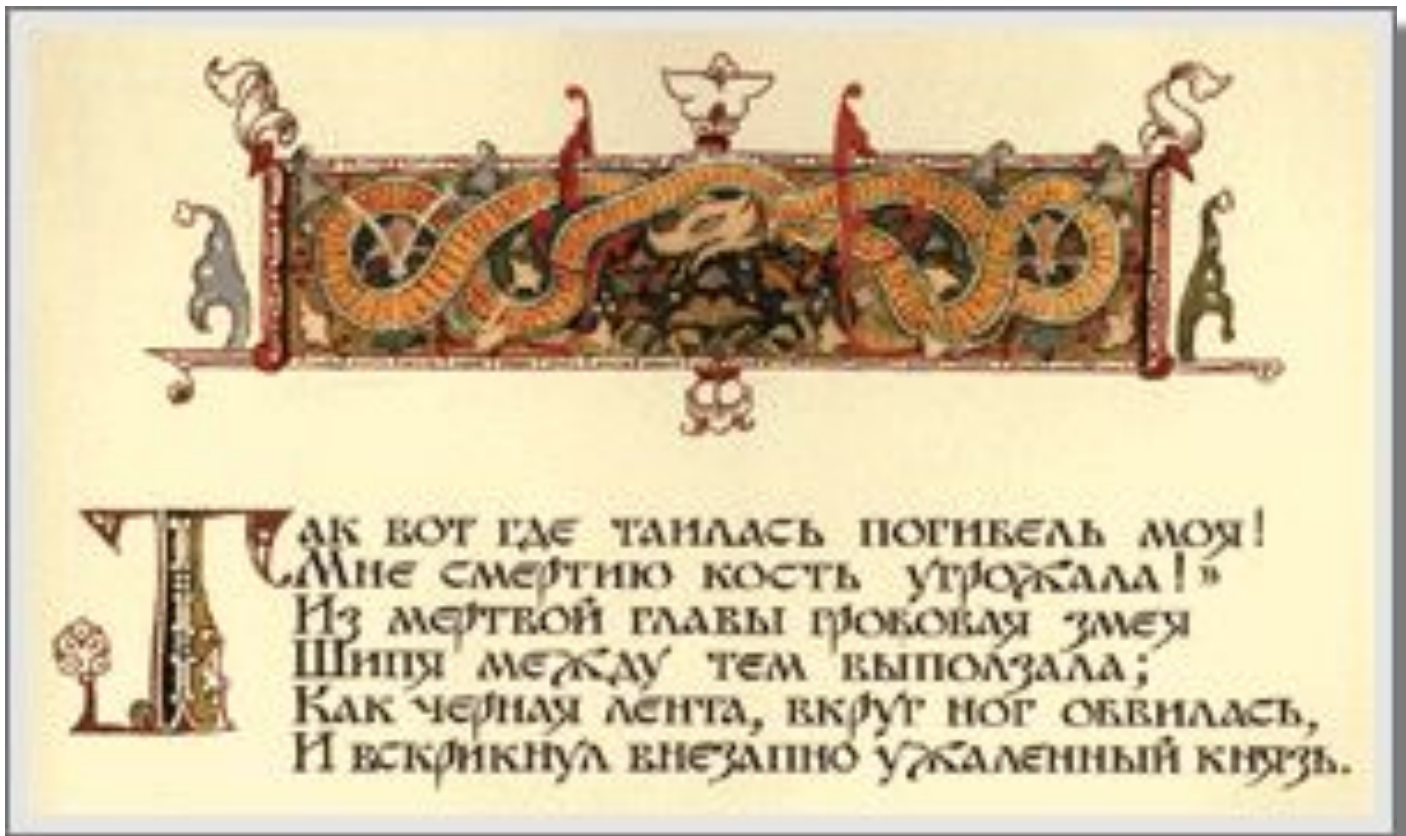 Так вот где таилась погибель моя!
Мне смертию кость угрожала!»
Из мертвой главы гробовая змея
Шипя между тем выползала;
Как черная лента, вкруг ног обвилась,
И вскрикнул внезапно ужаленный князь.